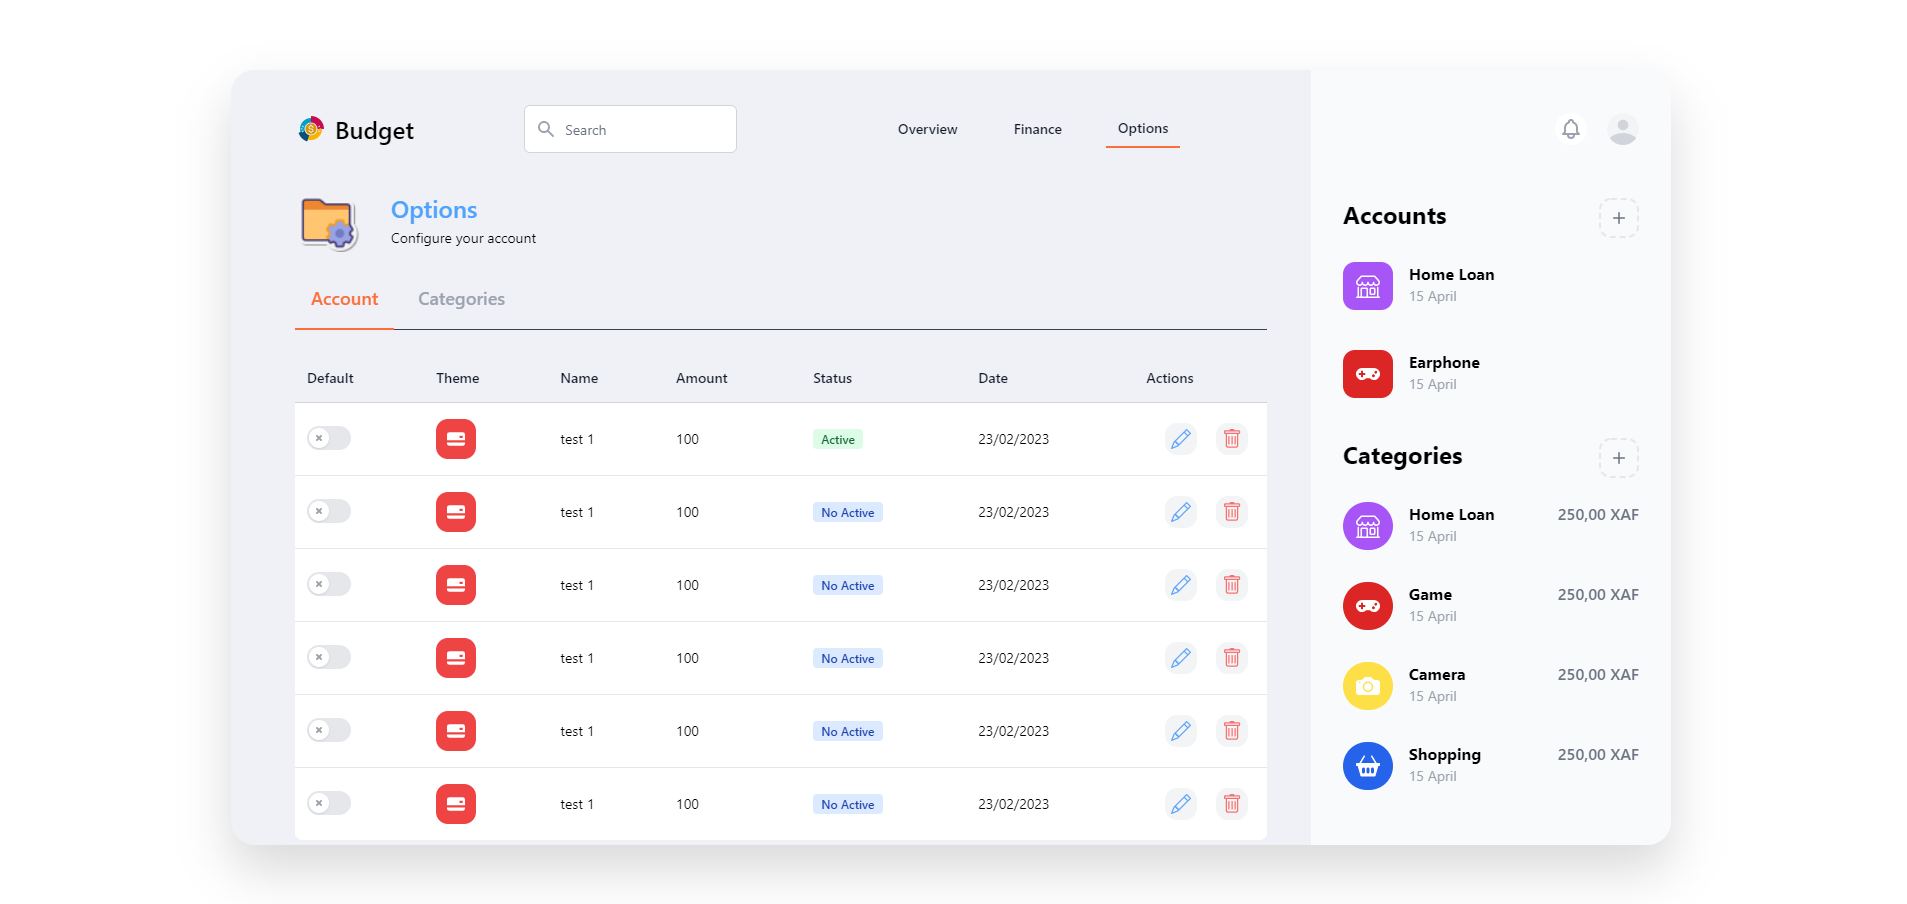 Budget
Search
Overview Finance Options
Options
Configure your account
Account Categories
Default Theme Name Amount Status Date Actions
test 1 100 Active 23/02/2023
test 1 100 No Active 23/02/2023
test 1 100 No Active 23/02/2023
test 1 100 No Active 23/02/2023
test 1 100 No Active 23/02/2023
test 1 100 No Active 23/02/2023
Accounts
Home Loan
15 April
Earphone
15 April
Categories
Home Loan 250,00 XAF
15 April
Game 250,00 XAF
15 April
Camera 250,00 XAF
15 April
Shopping 250,00 XAF
15 April